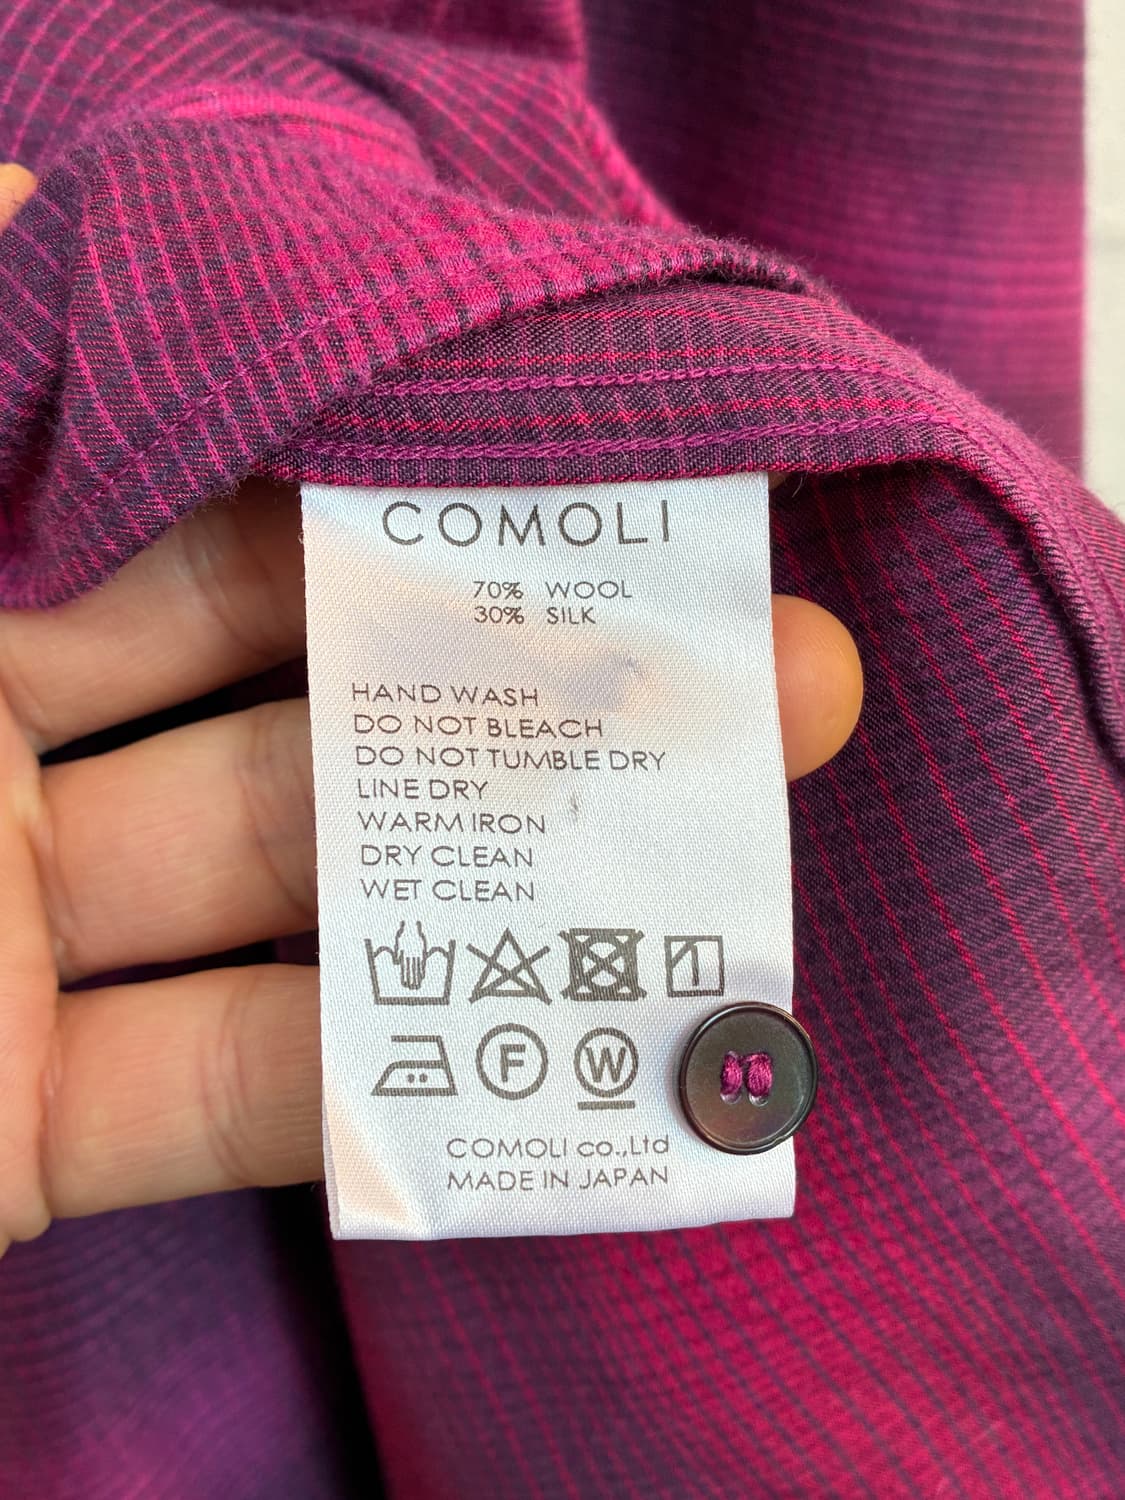 COMOLI
70% WOOL
30% SILK
HAND WASH
DO NOT BLEACH
DO NOT TUMBLE DRY
LINE DRY
WARM IRON
DRY CLEAN
WET CLEAN
F W
COMOLI co.,Ltd
MADE IN JAPAN